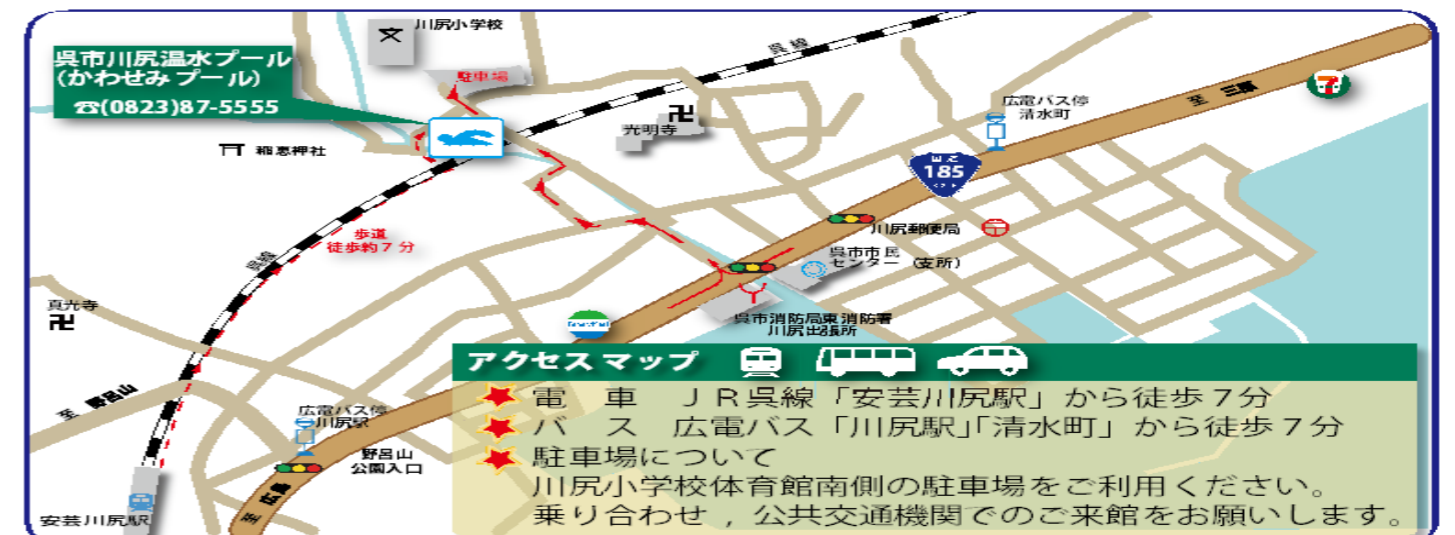 川尻小学校
文
呉線
呉市川尻温水プール
(かわせみプール)
☎(0823)87-5555
駐車場
至 三原
7
広電バス停
清水町
光明寺
稲恵神社
185
歩道
徒歩約7分
呉線
川尻郵便局
呉市市民
センター(支所)
真光寺
呉市消防局東消防署
川尻出張所
アクセスマップ
電 車 JR呉線「安芸川尻駅」から徒歩7分
バ ス 広電バス「川尻駅」「清水町」から徒歩7分
駐車場について
川尻小学校体育館南側の駐車場をご利用ください。
乗り合わせ,公共交通機関でのご来館をお願いします。
至 野呂山
広電バス停
川尻駅
野呂山
公園入口
至 広島
安芸川尻駅